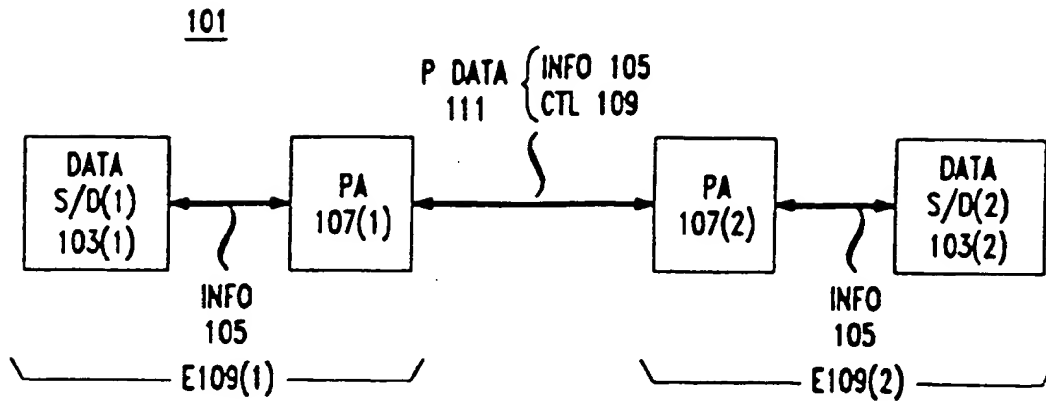 101
P DATA
111
INFO 105
CTL 109
DATA
S/D(1)
103(1)
PA
107(1)
PA
107(2)
DATA
S/D(2)
103(2)
INFO
105
INFO
105
E109(1)
E109(2)